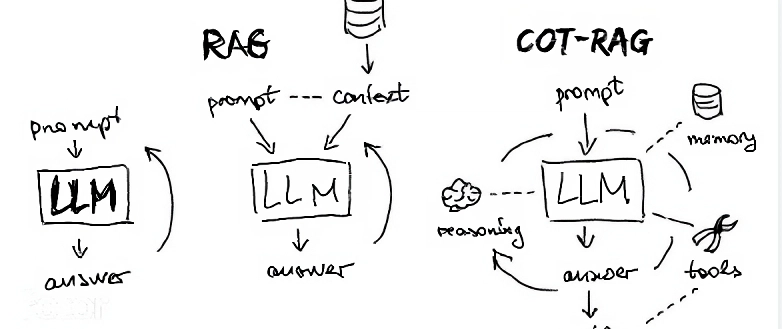 RAG
COT-RAG
prompt
LLM
answer
prompt --- context
LLM
answer
prompt
memory
LLM
reasoning
answer
tools